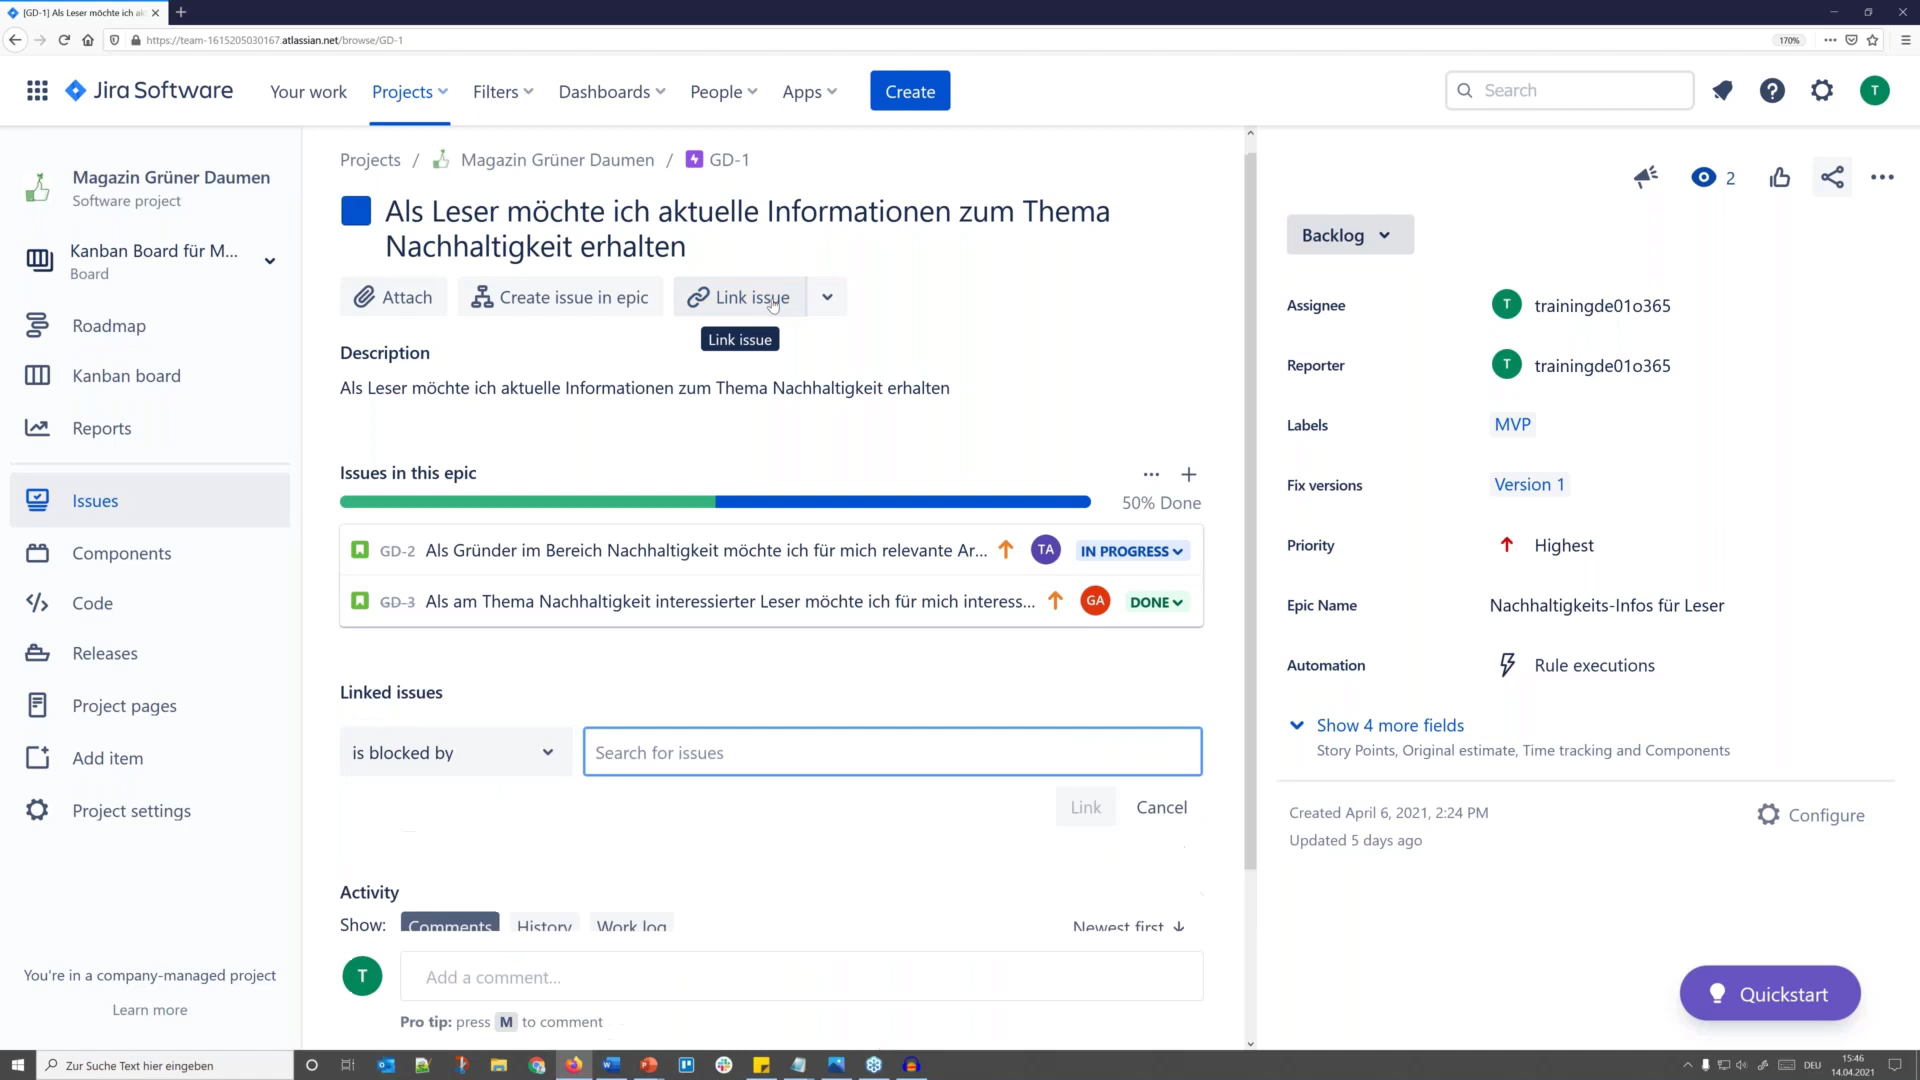 [GD-1] Als Leser möchte ich ak
https://team-1615205030167.atlassian.net/browse/GD-1
170%
Jira Software
Your work
Projects
Filters
Dashboards
People
Apps
Create
Search
T
Magazin Grüner Daumen
Software project
Kanban Board für M...
Board
Roadmap
Kanban board
Reports
Issues
Components
Code
Releases
Project pages
Add item
Project settings
You're in a company-managed project
Learn more
Projects / Magazin Grüner Daumen / GD-1
Als Leser möchte ich aktuelle Informationen zum Thema
Nachhaltigkeit erhalten
Attach
Create issue in epic
Link issue
Link issue
Description
Als Leser möchte ich aktuelle Informationen zum Thema Nachhaltigkeit erhalten
Issues in this epic
50% Done
GD-2 Als Gründer im Bereich Nachhaltigkeit möchte ich für mich relevante Ar... TA IN PROGRESS
GD-3 Als am Thema Nachhaltigkeit interessierter Leser möchte ich für mich interess... GA DONE
Linked issues
is blocked by
Search for issues
Link
Cancel
Activity
Show: Comments History Work log Newest first
T
Add a comment...
Pro tip: press M to comment
2
Backlog
Assignee T trainingde01o365
Reporter T trainingde01o365
Labels MVP
Fix versions Version 1
Priority Highest
Epic Name Nachhaltigkeits-Infos für Leser
Automation Rule executions
Show 4 more fields
Story Points, Original estimate, Time tracking and Components
Created April 6, 2021, 2:24 PM
Updated 5 days ago
Configure
Quickstart
Zur Suche Text hier eingeben
DEU
15:46
14.04.2021